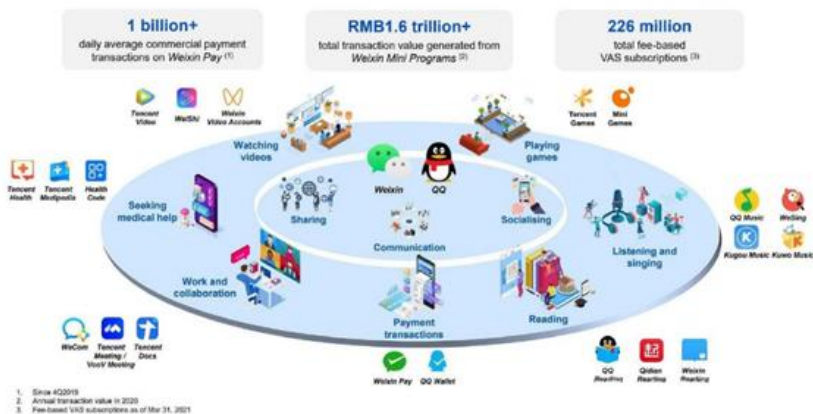 1 billion+
daily average commercial payment
transactions on Weixin Pay (1)
RMB1.6 trillion+
total transaction value generated from
Weixin Mini Programs (2)
226 million
total fee-based
VAS subscriptions (3)
Tencent Video
WeiShi
Weixin Video Accounts
Tencent Games
Mini Games
Watching videos
Playing games
Weixin
QQ
Tencent Health
Tencent Medipedia
Health Code
Seeking medical help
Sharing
Communication
Socialising
Listening and singing
QQ Music
WeSing
Kugou Music
Kuwo Music
Work and collaboration
Payment transactions
Reading
WeCom
Tencent Meeting / VooV Meeting
Tencent Docs
Weixin Pay
QQ Wallet
QQ Reading
Qidian Reading
Weixin Reading
1. Since 4Q2019
2. Annual transaction value in 2020
3. Fee-based VAS subscriptions as of Mar 31, 2021